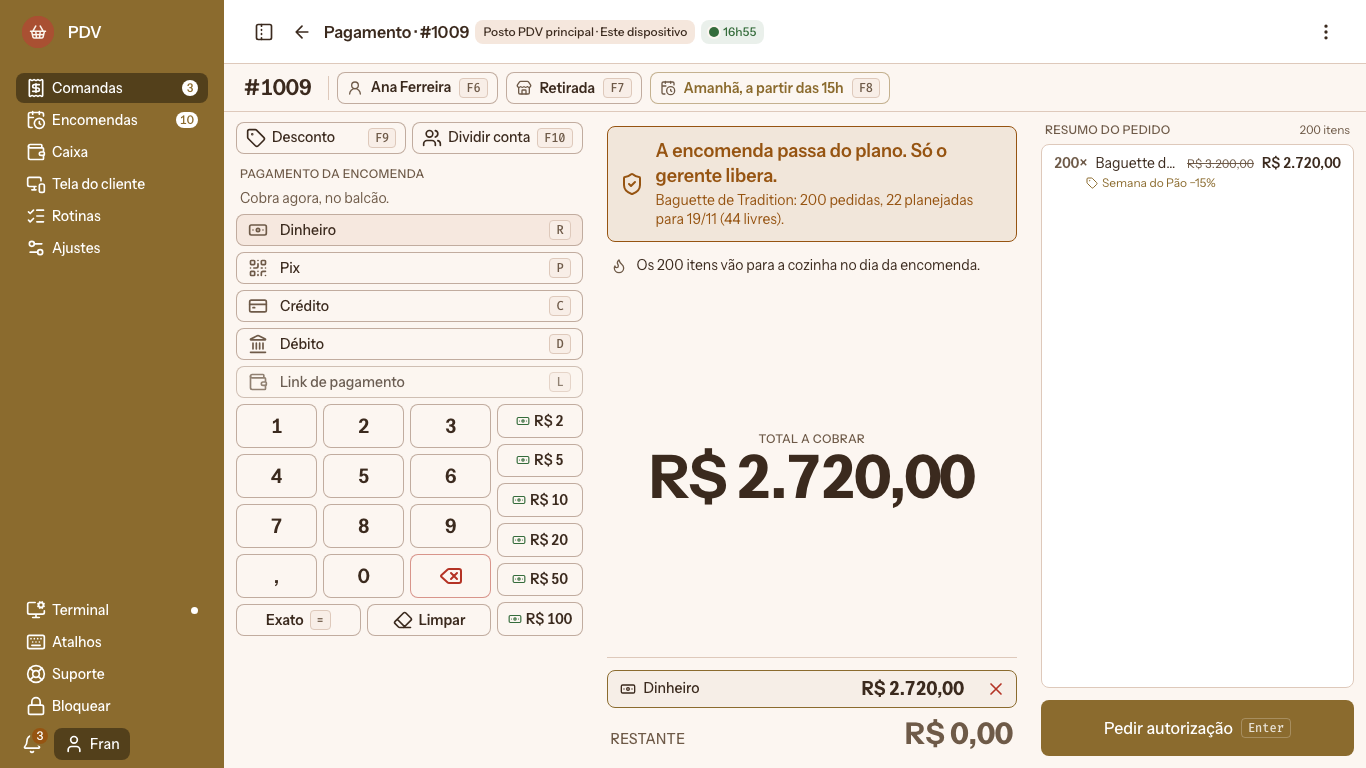 PDV
Comandas 3
Encomendas 10
Caixa
Tela do cliente
Rotinas
Ajustes
Terminal
Atalhos
Suporte
Bloquear
3
Fran
Pagamento · #1009 Posto PDV principal · Este dispositivo 16h55
#1009 Ana Ferreira F6 Retirada F7 Amanhã, a partir das 15h F8
Desconto F9 Dividir conta F10
PAGAMENTO DA ENCOMENDA
Cobra agora, no balcão.
Dinheiro R
Pix P
Crédito C
Débito D
Link de pagamento L
1 2 3 R$ 2
4 5 6 R$ 5
7 8 9 R$ 10
, 0 R$ 20
R$ 50
Exato = Limpar R$ 100
A encomenda passa do plano. Só o
gerente libera.
Baguette de Tradition: 200 pedidas, 22 planejadas
para 19/11 (44 livres).
Os 200 itens vão para a cozinha no dia da encomenda.
TOTAL A COBRAR
R$ 2.720,00
Dinheiro R$ 2.720,00
RESTANTE R$ 0,00
RESUMO DO PEDIDO 200 itens
200× Baguette d... R$ 3.200,00 R$ 2.720,00
Semana do Pão −15%
Pedir autorização Enter